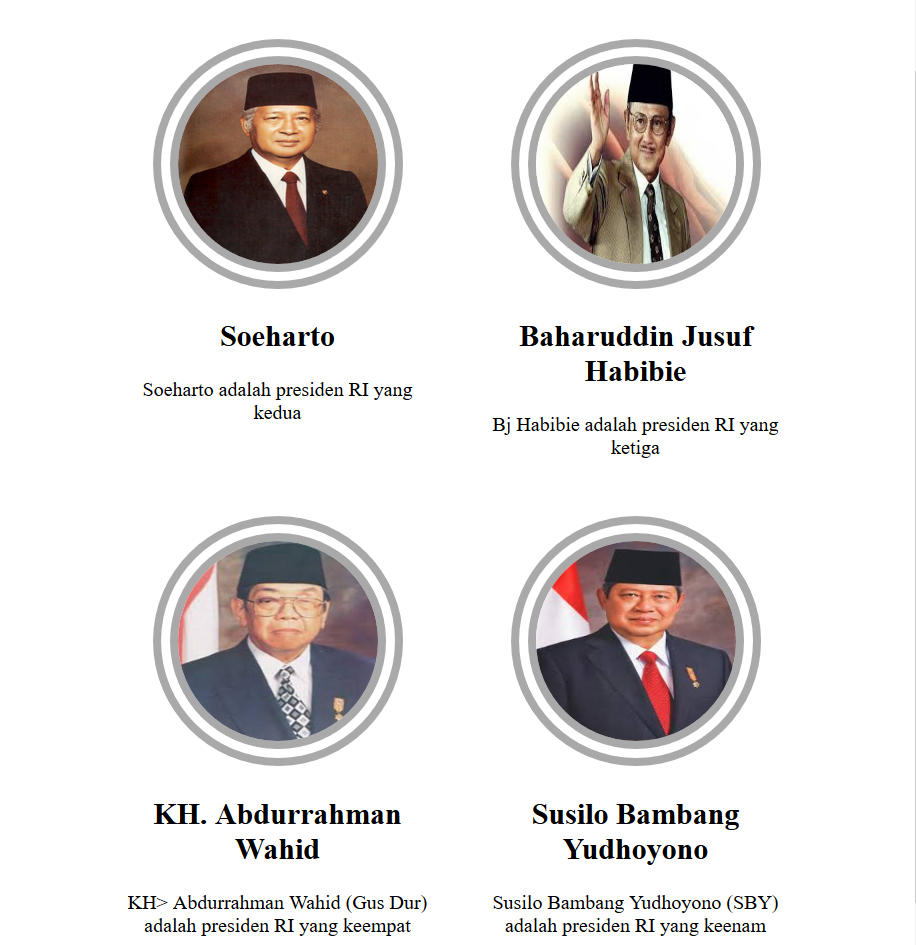 Soeharto
Soeharto adalah presiden RI yang
kedua
Baharuddin Jusuf
Habibie
Bj Habibie adalah presiden RI yang
ketiga
KH. Abdurrahman
Wahid
KH> Abdurrahman Wahid (Gus Dur)
adalah presiden RI yang keempat
Susilo Bambang
Yudhoyono
Susilo Bambang Yudhoyono (SBY)
adalah presiden RI yang keenam